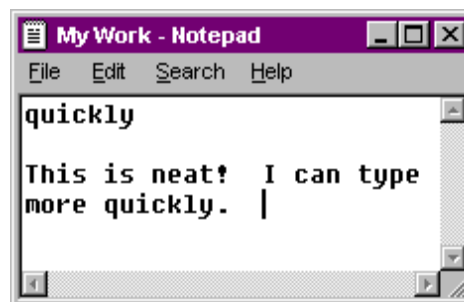 My Work - Notepad
File Edit Search Help
quickly
This is neat!  I can type
more quickly.